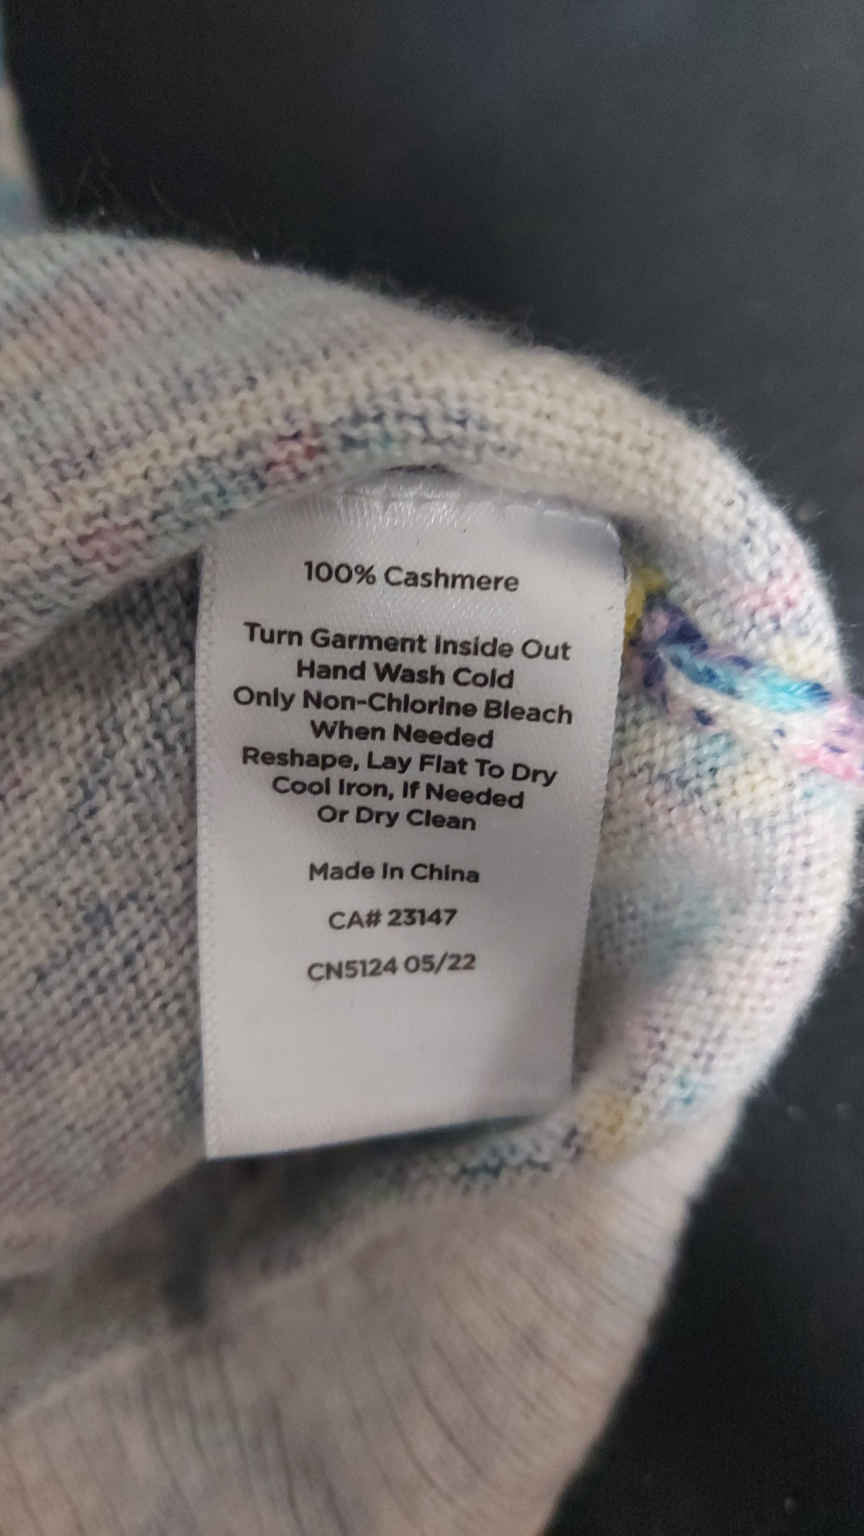 100% Cashmere
Turn Garment Inside Out
Hand Wash Cold
Only Non-Chlorine Bleach
When Needed
Reshape, Lay Flat To Dry
Cool Iron, If Needed
Or Dry Clean
Made In China
CA# 23147
CN5124 05/22